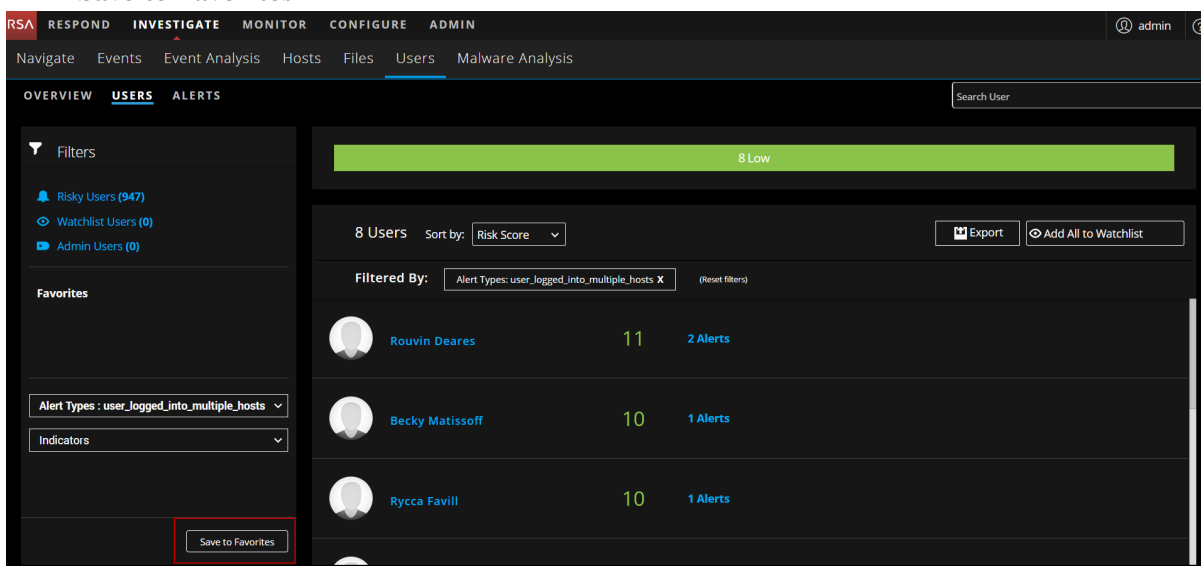 RSA RESPOND INVESTIGATE MONITOR CONFIGURE ADMIN admin
Navigate Events Event Analysis Hosts Files Users Malware Analysis
OVERVIEW USERS ALERTS Search User
Filters
8 Low
Risky Users (947)
Watchlist Users (0)
Admin Users (0)
8 Users Sort by: Risk Score Export Add All to Watchlist
Filtered By: Alert Types: user_logged_into_multiple_hosts X (Reset filters)
Favorites
Rouvin Deares 11 2 Alerts
Alert Types : user_logged_into_multiple_hosts
Becky Matissoff 10 1 Alerts
Indicators
Rycca Favill 10 1 Alerts
Save to Favorites